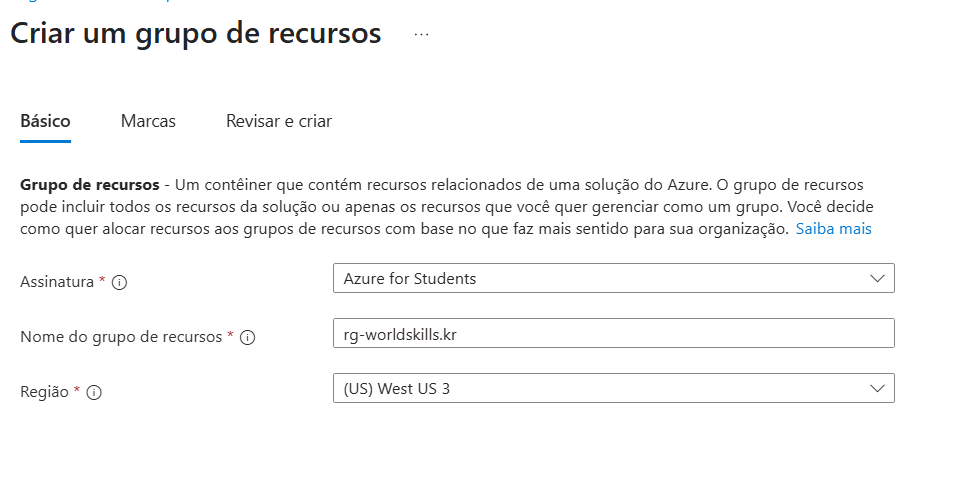 Criar um grupo de recursos ...
Básico Marcas Revisar e criar
Grupo de recursos - Um contêiner que contém recursos relacionados de uma solução do Azure. O grupo de recursos
pode incluir todos os recursos da solução ou apenas os recursos que você quer gerenciar como um grupo. Você decide
como quer alocar recursos aos grupos de recursos com base no que faz mais sentido para sua organização. Saiba mais
Assinatura * Azure for Students
Nome do grupo de recursos * rg-worldskills.kr
Região * (US) West US 3